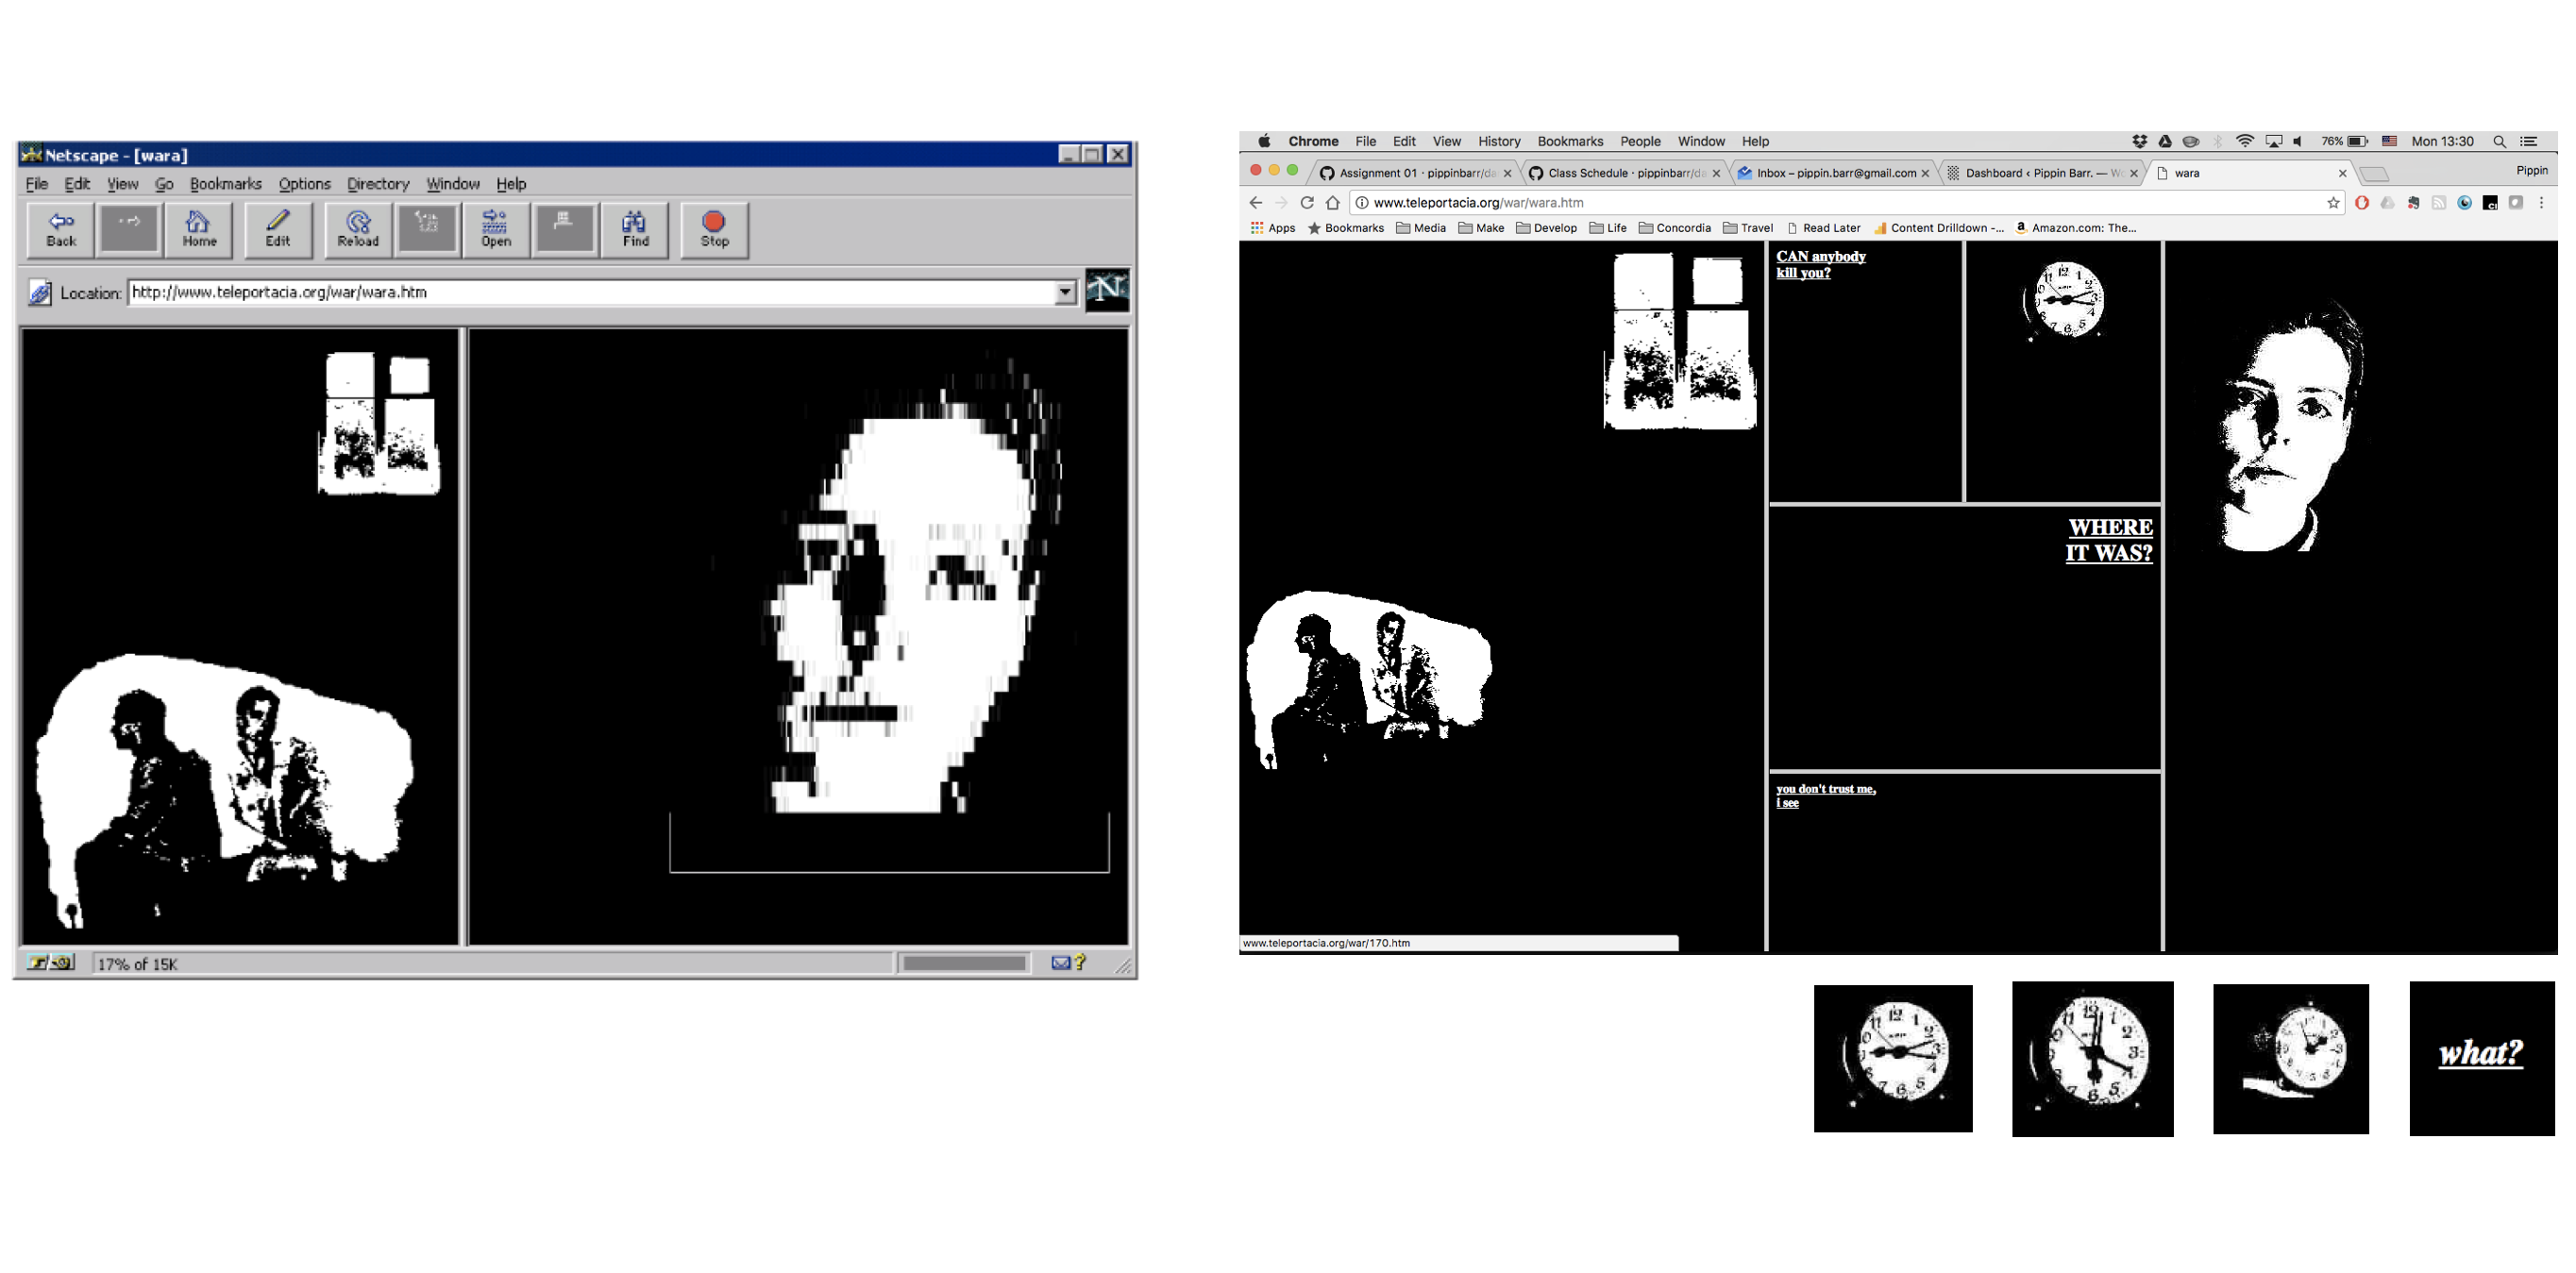 Netscape - [wara]
File Edit View Go Bookmarks Options Directory Window Help
Back Home Edit Reload Open Find Stop
Location: http://www.teleportacia.org/war/wara.htm
N
17% of 15K
Chrome File Edit View History Bookmarks People Window Help 76% Mon 13:30
Assignment 01 · pippinbarr/da Class Schedule · pippinbarr/da Inbox – pippin.barr@gmail.com Dashboard ‹ Pippin Barr. — Wo wara Pippin
www.teleportacia.org/war/wara.htm
Apps Bookmarks Media Make Develop Life Concordia Travel Read Later Content Drilldown -... Amazon.com: The...
CAN anybody
kill you?
WHERE
IT WAS?
you don't trust me,
i see
www.teleportacia.org/war/170.htm
what?